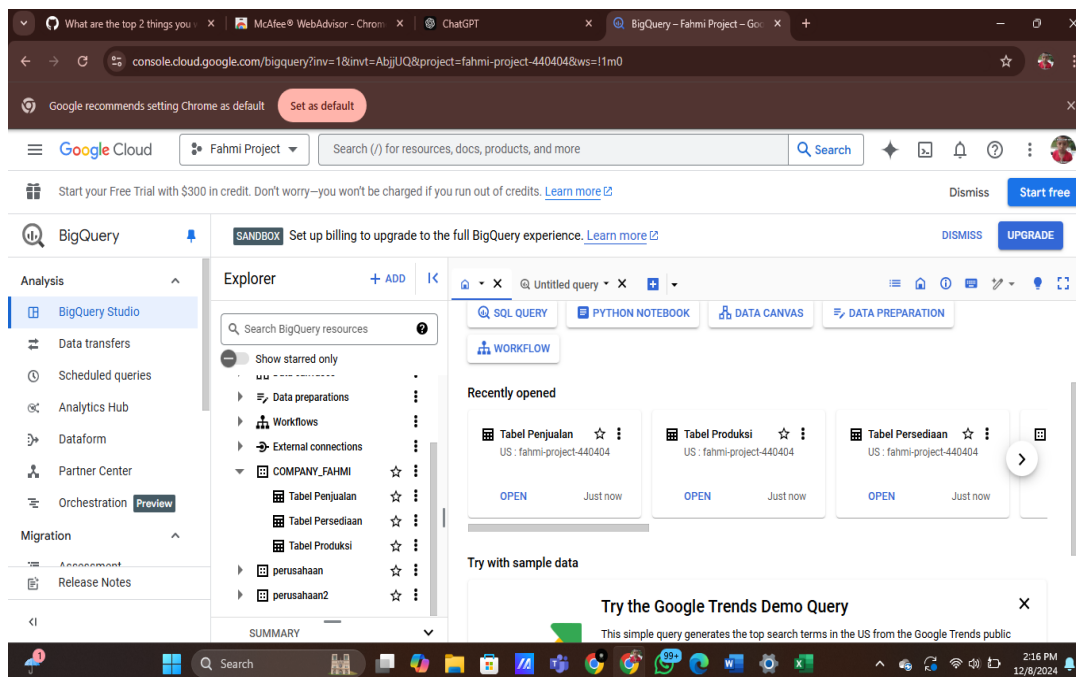 What are the top 2 things you
McAfee® WebAdvisor - Chrom
ChatGPT
BigQuery – Fahmi Project – Goo
console.cloud.google.com/bigquery?inv=1&invt=AbjjUQ&project=fahmi-project-440404&ws=!1m0
Google recommends setting Chrome as default Set as default
Google Cloud Fahmi Project Search (/) for resources, docs, products, and more Search
Start your Free Trial with $300 in credit. Don't worry—you won't be charged if you run out of credits. Learn more Dismiss Start free
BigQuery
SANDBOX Set up billing to upgrade to the full BigQuery experience. Learn more DISMISS UPGRADE
Analysis
BigQuery Studio
Data transfers
Scheduled queries
Analytics Hub
Dataform
Partner Center
Orchestration Preview
Migration
Assessment
Release Notes
Explorer + ADD
Search BigQuery resources
Show starred only
Data canvases
Data preparations
Workflows
External connections
COMPANY_FAHMI
Tabel Penjualan
Tabel Persediaan
Tabel Produksi
perusahaan
perusahaan2
SUMMARY
Untitled query
SQL QUERY PYTHON NOTEBOOK DATA CANVAS DATA PREPARATION
WORKFLOW
Recently opened
Tabel Penjualan
US : fahmi-project-440404
OPEN Just now
Tabel Produksi
US : fahmi-project-440404
OPEN Just now
Tabel Persediaan
US : fahmi-project-440404
OPEN Just now
Try with sample data
Try the Google Trends Demo Query
This simple query generates the top search terms in the US from the Google Trends public
1
Search
99+
2:16 PM
12/8/2024